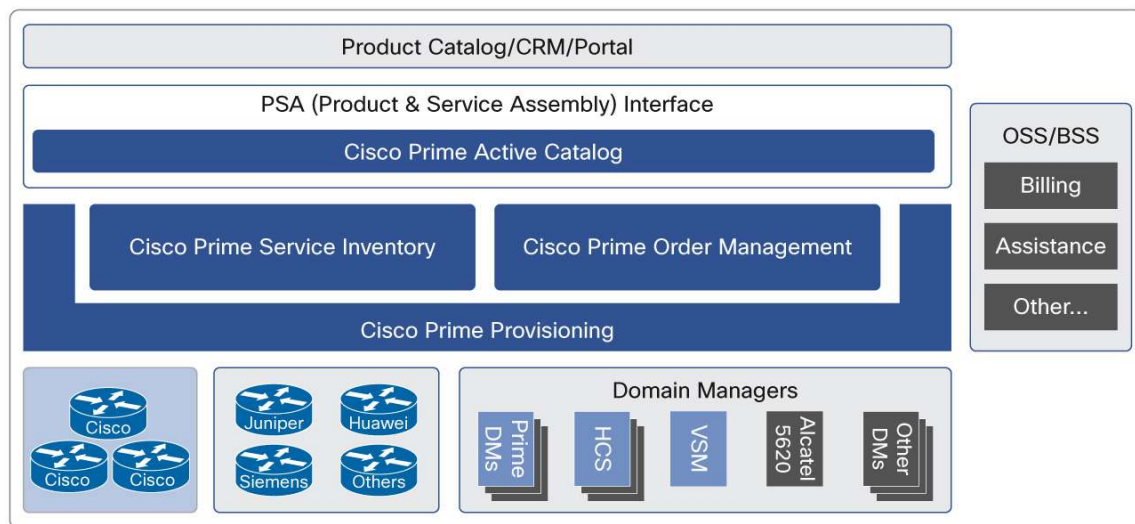 Product Catalog/CRM/Portal
PSA (Product & Service Assembly) Interface
Cisco Prime Active Catalog
Cisco Prime Service Inventory
Cisco Prime Order Management
Cisco Prime Provisioning
OSS/BSS
Billing
Assistance
Other...
Cisco
Cisco
Cisco
Juniper
Huawei
Siemens
Others
Domain Managers
Prime
DMs
HCS
VSM
Alcatel
5620
Other
DMs